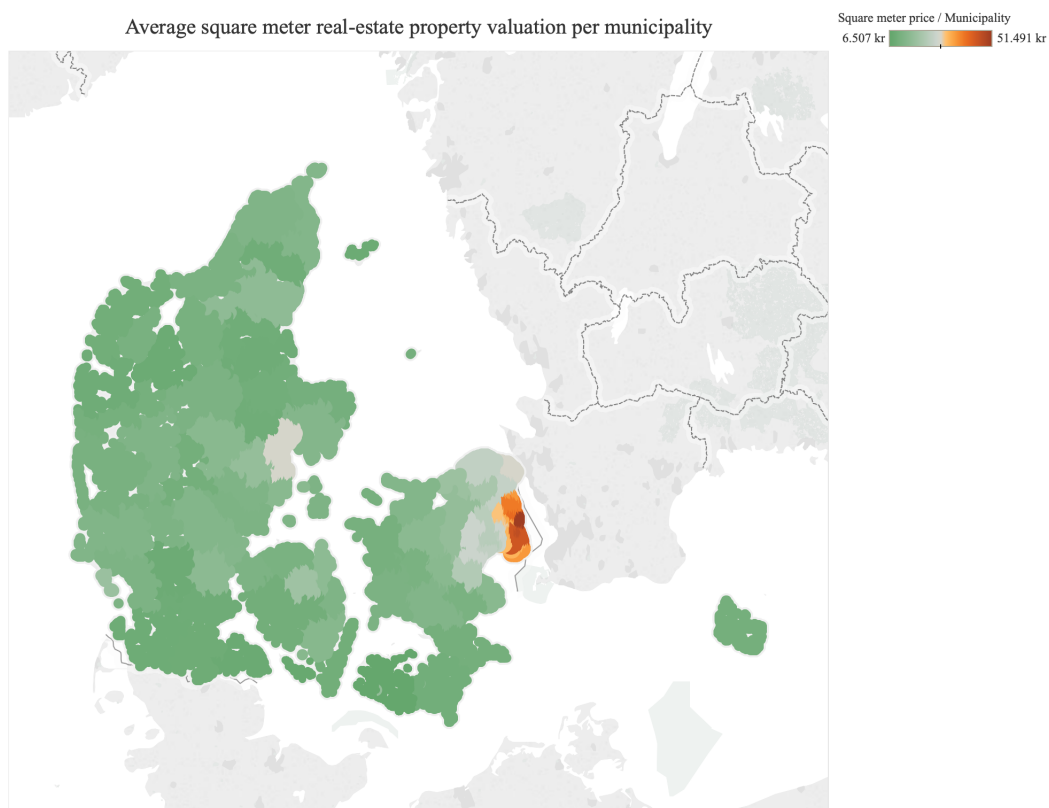 Average square meter real-estate property valuation per municipality
Square meter price / Municipality
6.507 kr 51.491 kr